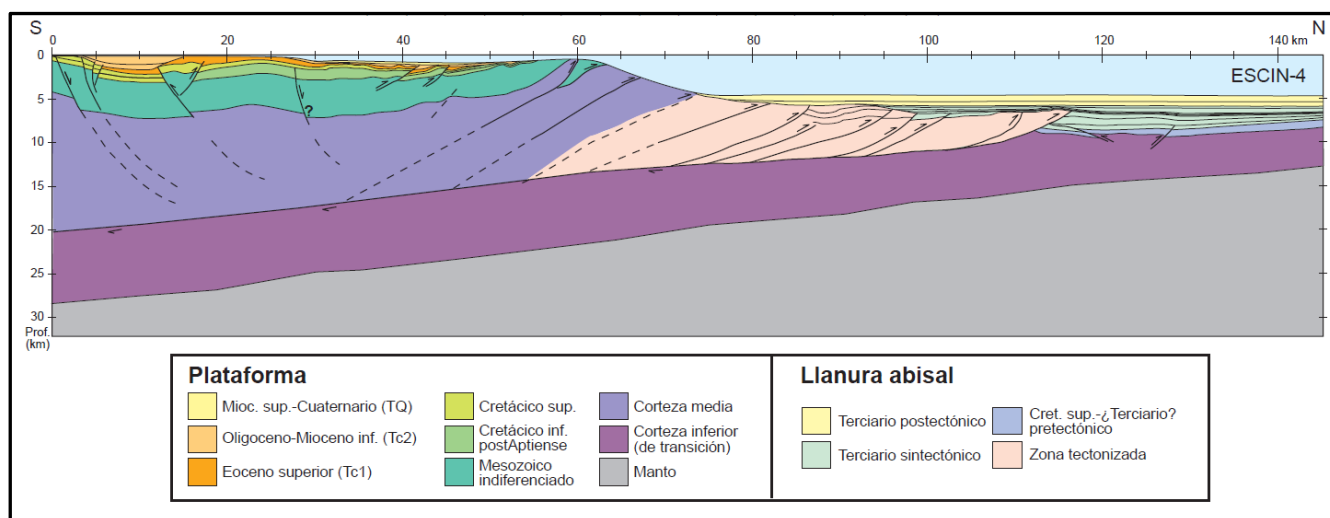 S N
0 20 40 60 80 100 120 140 km
0
5
10
15
20
25
30
Prof.
(km)
ESCIN-4
?
Plataforma
Mioc. sup.-Cuaternario (TQ)
Oligoceno-Mioceno inf. (Tc2)
Eoceno superior (Tc1)
Cretácico sup.
Cretácico inf.
postAptiense
Mesozoico
indiferenciado
Corteza media
Corteza inferior
(de transición)
Manto
Llanura abisal
Terciario postectónico
Terciario sintectónico
Cret. sup.-¿Terciario?
pretectónico
Zona tectonizada